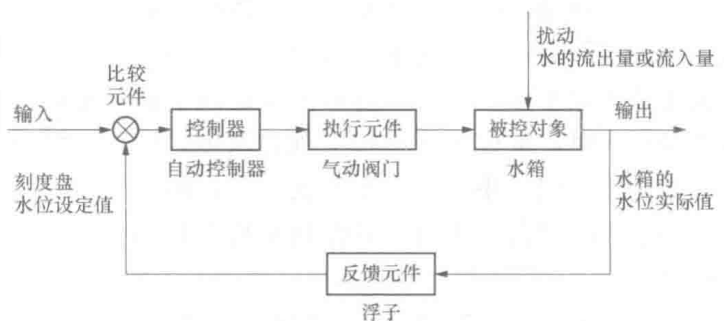 扰动
水的流出量或流入量
比较
元件
输入
控制器
执行元件
被控对象
输出
自动控制器
气动阀门
水箱
刻度盘
水位设定值
水箱的
水位实际值
反馈元件
浮子